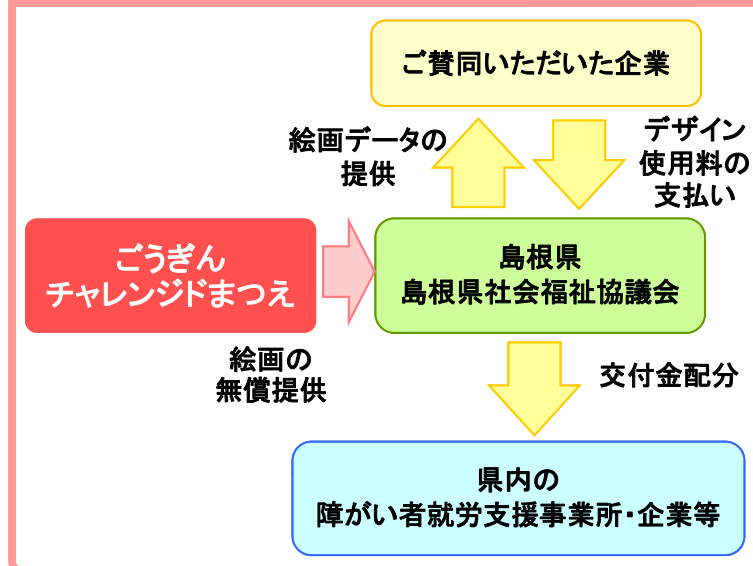 ご賛同いただいた企業
絵画データの
提供
デザイン
使用料の
支払い
ごうぎん
チャレンジドまつえ
島根県
島根県社会福祉協議会
絵画の
無償提供
交付金配分
県内の
障がい者就労支援事業所・企業等